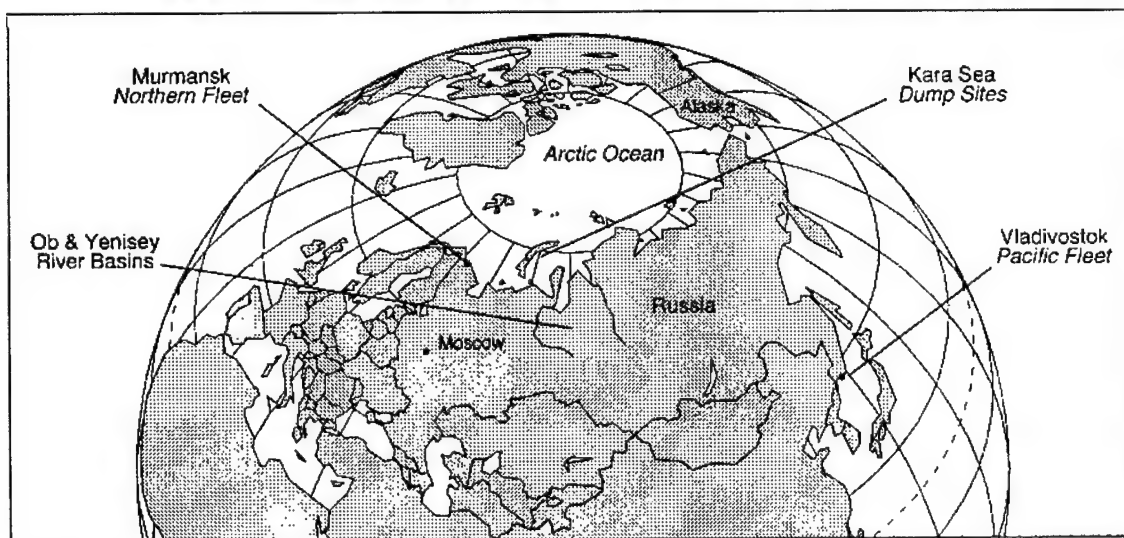 Murmansk
Northern Fleet
Kara Sea
Dump Sites
Alaska
Arctic Ocean
Ob & Yenisey
River Basins
Vladivostok
Pacific Fleet
Russia
Moscow